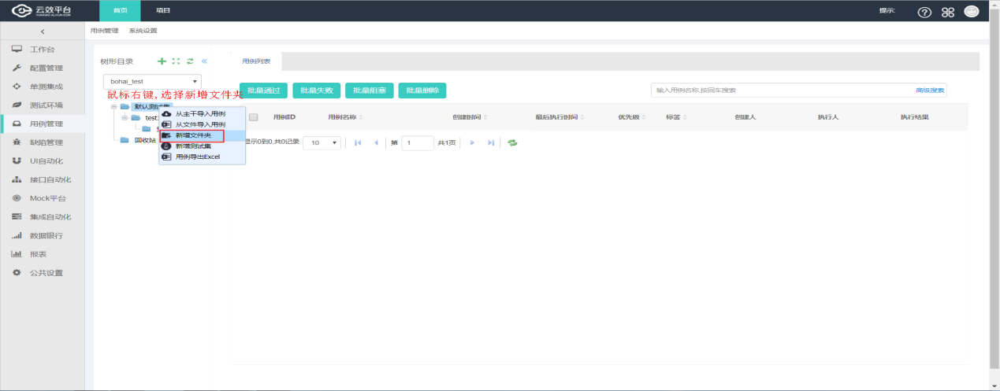 云效平台 首页 项目 提示:
YUNXIAO.ALIYUN.COM
用例管理 系统设置
工作台
配置管理
单测集成
测试环境
用例管理
缺陷管理
UI自动化
接口自动化
Mock平台
集成自动化
数据银行
报表
公共设置
树形目录
bohai_test
鼠标右键,选择新增文件夹
默认测试集
test
回收站
从主干导入用例
从文件导入用例
新增文件夹
新增测试集
用例导出Excel
用例列表
批量通过 批量失败 批量阻塞 批量删除
输入用例名称,按回车搜索 高级搜索
用例ID 用例名称 创建时间 最后执行时间 优先级 标签 创建人 执行人 执行结果
显示0到0,共0记录 10 第 1 共1页